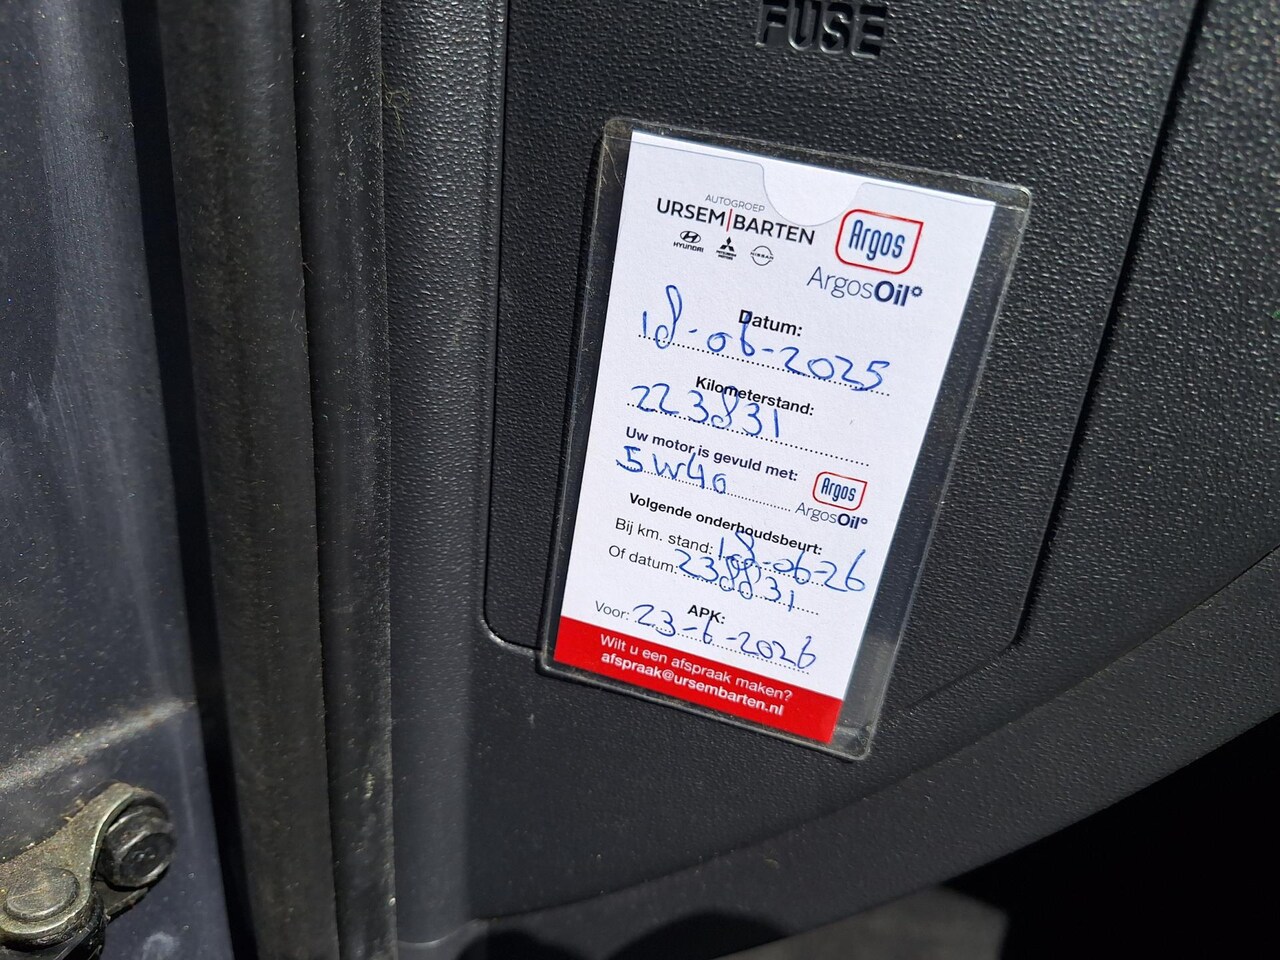 FUSE
AUTOGROEP
URSEM|BARTEN
HYUNDAI MITSUBISHI MOTORS NISSAN
Argos
ArgosOil
Datum:
18-06-2025
Kilometerstand:
223831
Uw motor is gevuld met:
5W40
Argos
ArgosOil
Volgende onderhoudsbeurt:
Bij km. stand: 18-06-26
Of datum: 238831
APK:
Voor: 23-6-2026
Wilt u een afspraak maken?
afspraak@ursembarten.nl